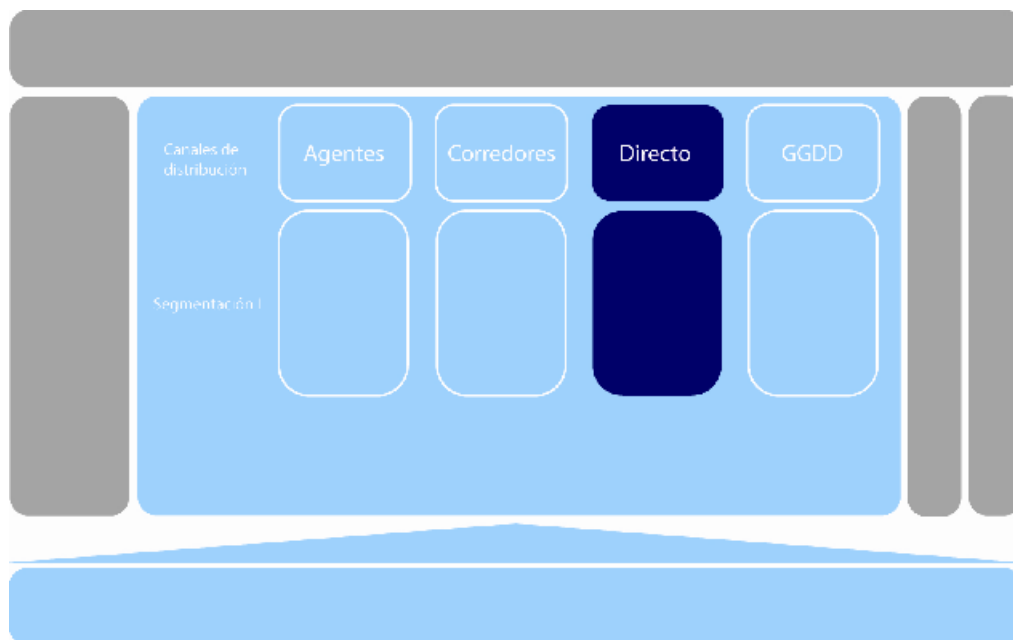 Canales de
distribución
Agentes
Corredores
Directo
GGDD
Segmentación I